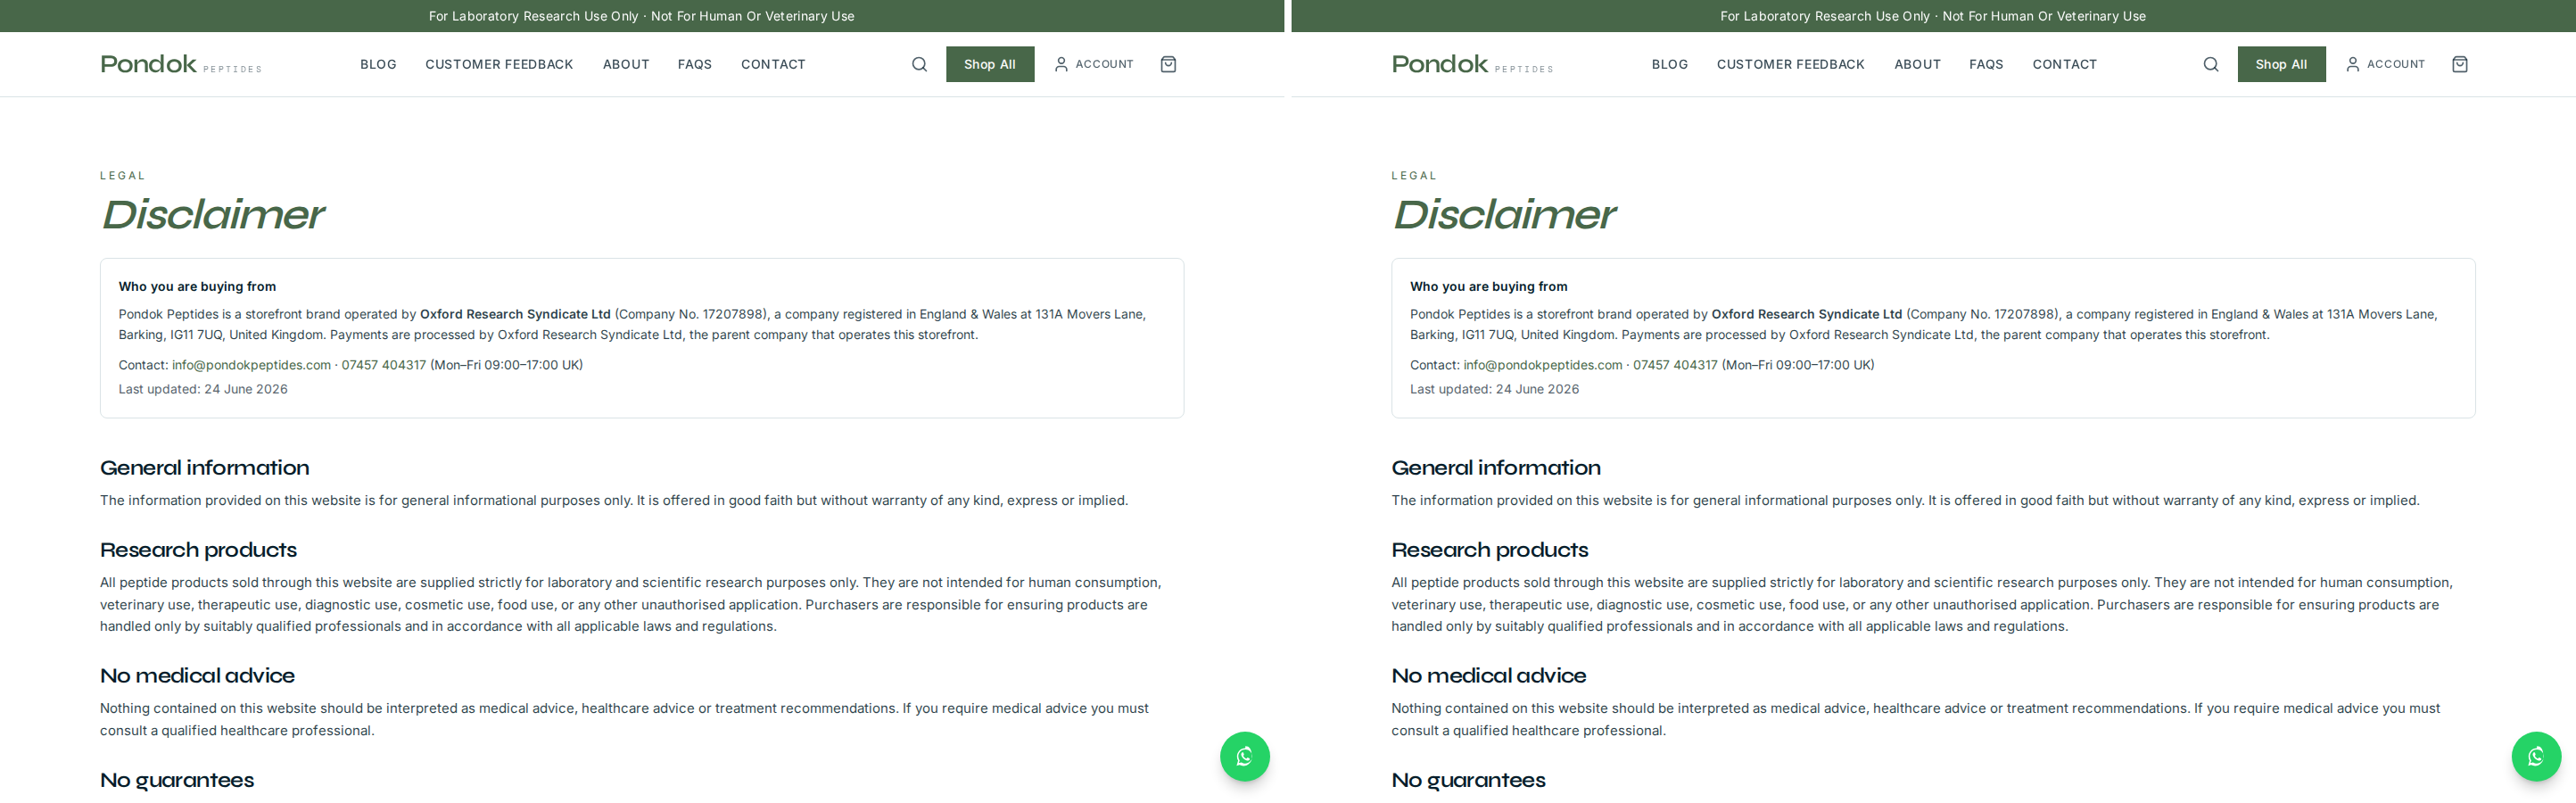 For Laboratory Research Use Only · Not For Human Or Veterinary Use
Pondok PEPTIDES BLOG CUSTOMER FEEDBACK ABOUT FAQS CONTACT Shop All ACCOUNT
LEGAL
Disclaimer
Who you are buying from
Pondok Peptides is a storefront brand operated by Oxford Research Syndicate Ltd (Company No. 17207898), a company registered in England & Wales at 131A Movers Lane,
Barking, IG11 7UQ, United Kingdom. Payments are processed by Oxford Research Syndicate Ltd, the parent company that operates this storefront.
Contact: info@pondokpeptides.com · 07457 404317 (Mon–Fri 09:00–17:00 UK)
Last updated: 24 June 2026
General information
The information provided on this website is for general informational purposes only. It is offered in good faith but without warranty of any kind, express or implied.
Research products
All peptide products sold through this website are supplied strictly for laboratory and scientific research purposes only. They are not intended for human consumption,
veterinary use, therapeutic use, diagnostic use, cosmetic use, food use, or any other unauthorised application. Purchasers are responsible for ensuring products are
handled only by suitably qualified professionals and in accordance with all applicable laws and regulations.
No medical advice
Nothing contained on this website should be interpreted as medical advice, healthcare advice or treatment recommendations. If you require medical advice you must
consult a qualified healthcare professional.
No guarantees
For Laboratory Research Use Only · Not For Human Or Veterinary Use
Pondok PEPTIDES BLOG CUSTOMER FEEDBACK ABOUT FAQS CONTACT Shop All ACCOUNT
LEGAL
Disclaimer
Who you are buying from
Pondok Peptides is a storefront brand operated by Oxford Research Syndicate Ltd (Company No. 17207898), a company registered in England & Wales at 131A Movers Lane,
Barking, IG11 7UQ, United Kingdom. Payments are processed by Oxford Research Syndicate Ltd, the parent company that operates this storefront.
Contact: info@pondokpeptides.com · 07457 404317 (Mon–Fri 09:00–17:00 UK)
Last updated: 24 June 2026
General information
The information provided on this website is for general informational purposes only. It is offered in good faith but without warranty of any kind, express or implied.
Research products
All peptide products sold through this website are supplied strictly for laboratory and scientific research purposes only. They are not intended for human consumption,
veterinary use, therapeutic use, diagnostic use, cosmetic use, food use, or any other unauthorised application. Purchasers are responsible for ensuring products are
handled only by suitably qualified professionals and in accordance with all applicable laws and regulations.
No medical advice
Nothing contained on this website should be interpreted as medical advice, healthcare advice or treatment recommendations. If you require medical advice you must
consult a qualified healthcare professional.
No guarantees